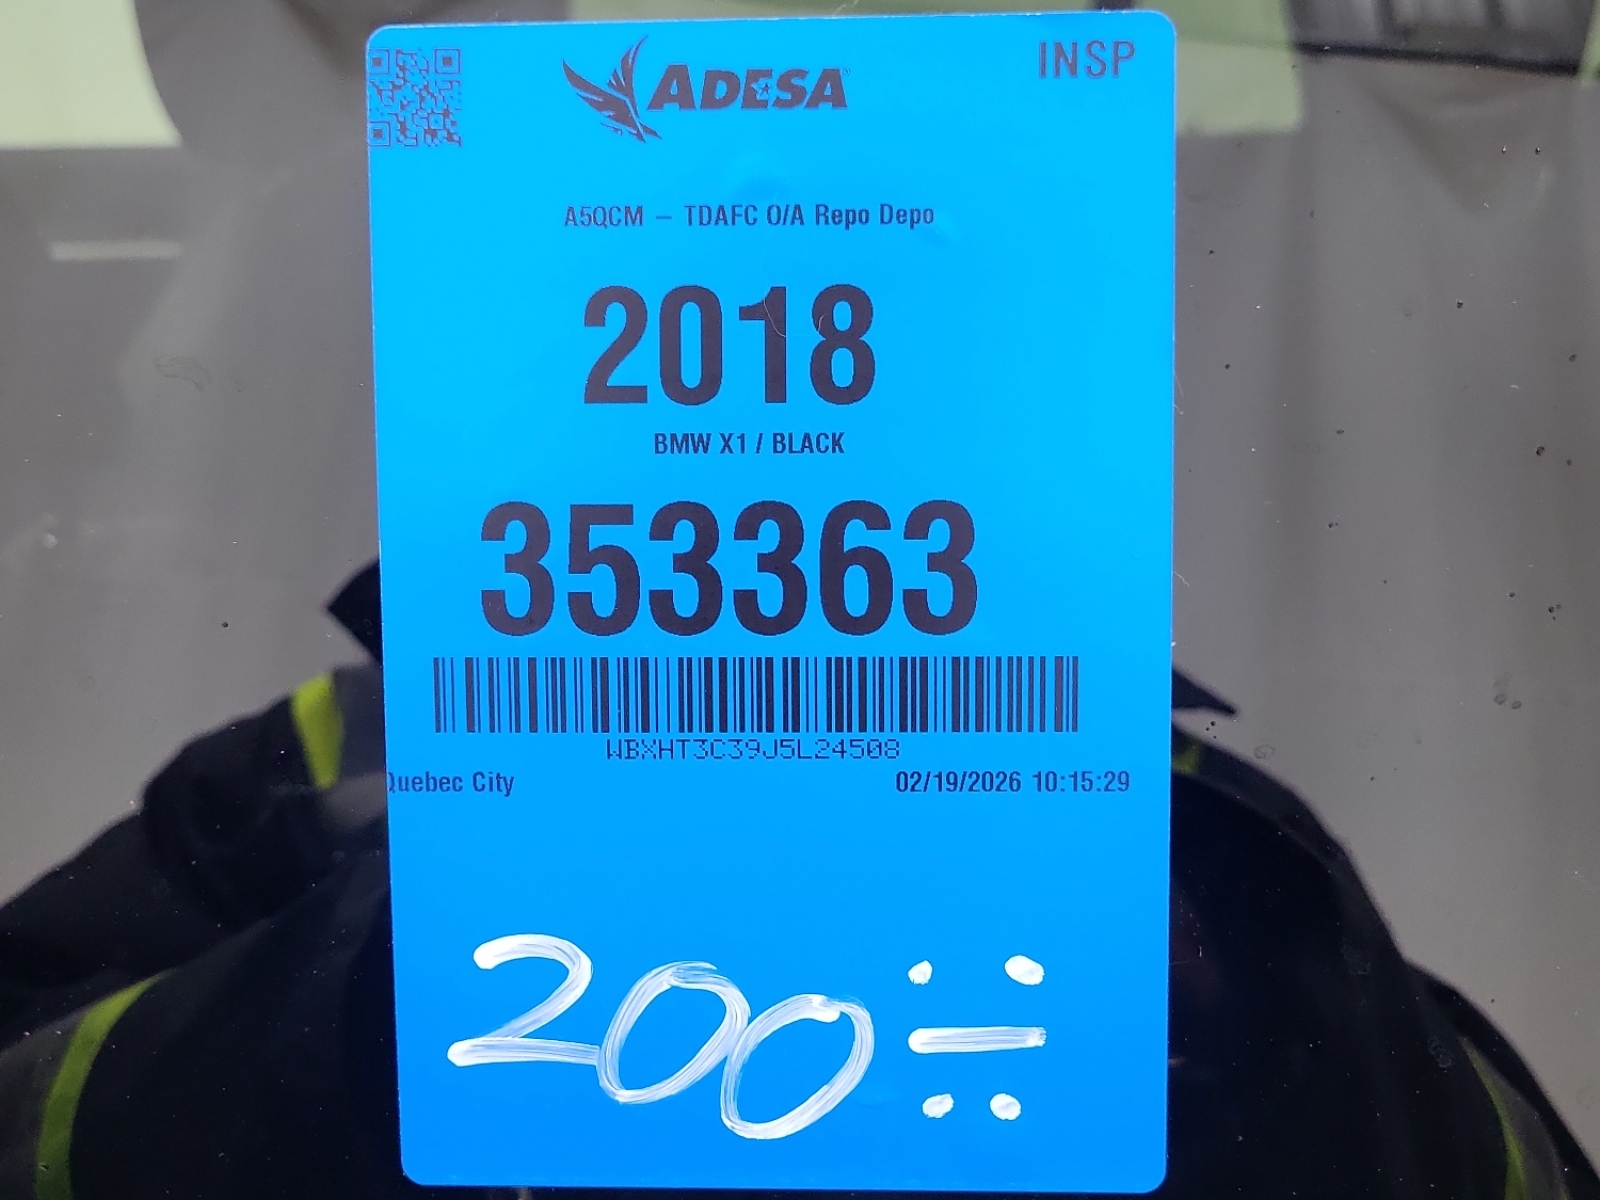 ADESA
INSP
A5QCM – TDAFC O/A Repo Depo
2018
BMW X1 / BLACK
353363
WBXHT3C39J5L24508
Quebec City
02/19/2026 10:15:29
200